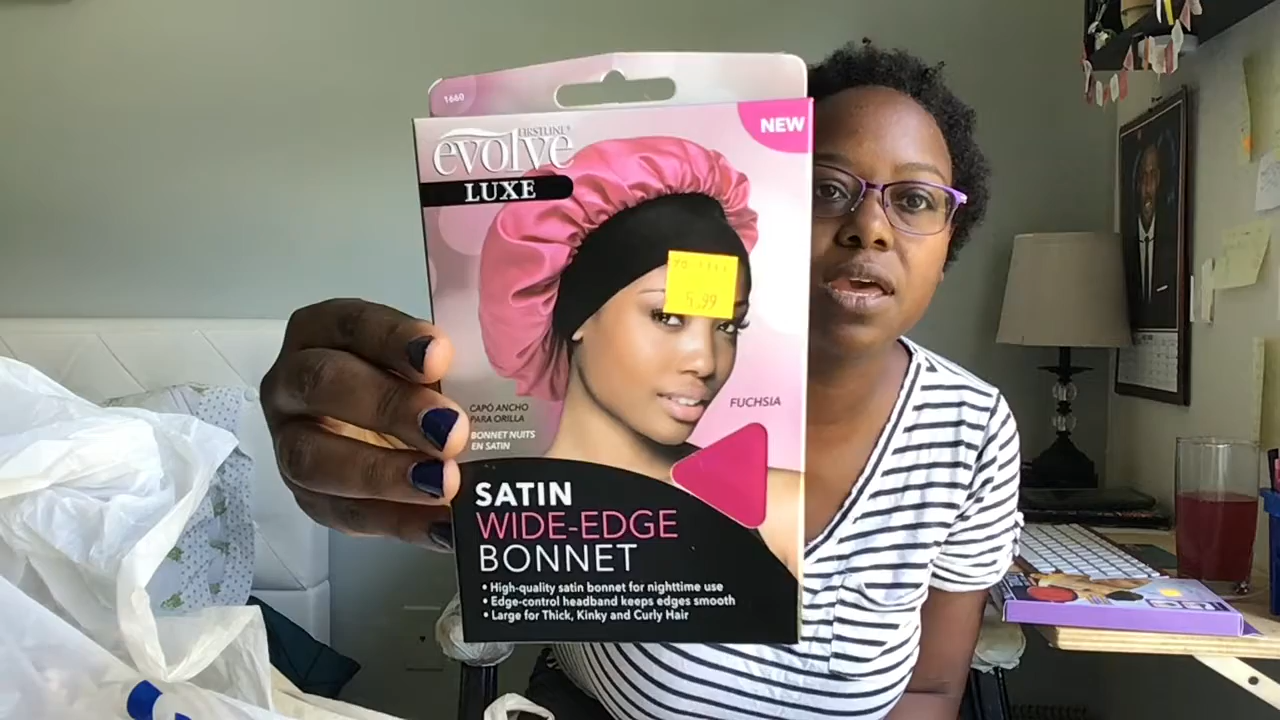 1660
NEW
FIRSTLINE®
evolve
LUXE
5.99
FUCHSIA
CAPÓ ANCHO
PARA ORILLA
BONNET NUITS
EN SATIN
SATIN
WIDE-EDGE
BONNET
• High-quality satin bonnet for nighttime use
• Edge-control headband keeps edges smooth
• Large for Thick, Kinky and Curly Hair